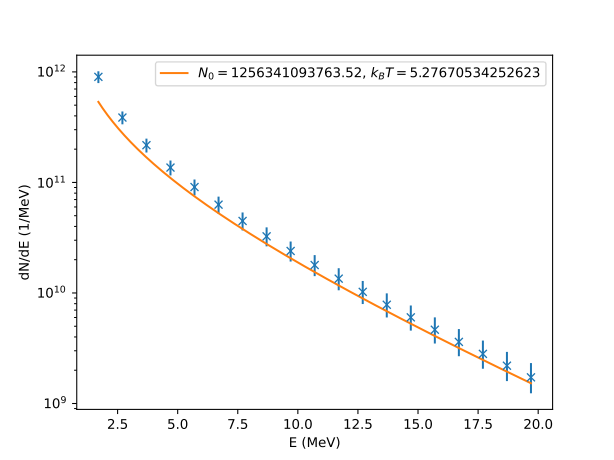 N₀ = 1256341093763.52, k_BT = 5.27670534252623
10¹²
10¹¹
10¹⁰
10⁹
dN/dE (1/MeV)
2.5 5.0 7.5 10.0 12.5 15.0 17.5 20.0
E (MeV)